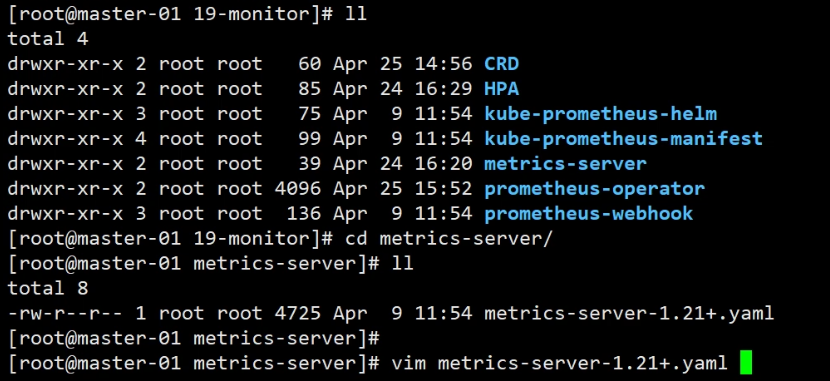 [root@master-01 19-monitor]# ll
total 4
drwxr-xr-x 2 root root   60 Apr 25 14:56 CRD
drwxr-xr-x 2 root root   85 Apr 24 16:29 HPA
drwxr-xr-x 3 root root   75 Apr  9 11:54 kube-prometheus-helm
drwxr-xr-x 4 root root   99 Apr  9 11:54 kube-prometheus-manifest
drwxr-xr-x 2 root root   39 Apr 24 16:20 metrics-server
drwxr-xr-x 2 root root 4096 Apr 25 15:52 prometheus-operator
drwxr-xr-x 3 root root  136 Apr  9 11:54 prometheus-webhook
[root@master-01 19-monitor]# cd metrics-server/
[root@master-01 metrics-server]# ll
total 8
-rw-r--r-- 1 root root 4725 Apr  9 11:54 metrics-server-1.21+.yaml
[root@master-01 metrics-server]#
[root@master-01 metrics-server]# vim metrics-server-1.21+.yaml